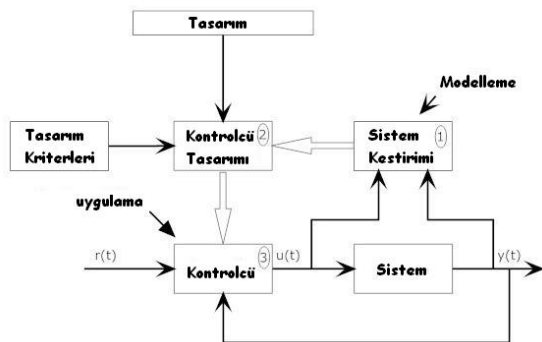 Tasarım
Modelleme
Tasarım
Kriterleri
Kontrolcü 2
Tasarımı
Sistem 1
Kestirimi
uygulama
r(t)
Kontrolcü 3
u(t)
Sistem
y(t)